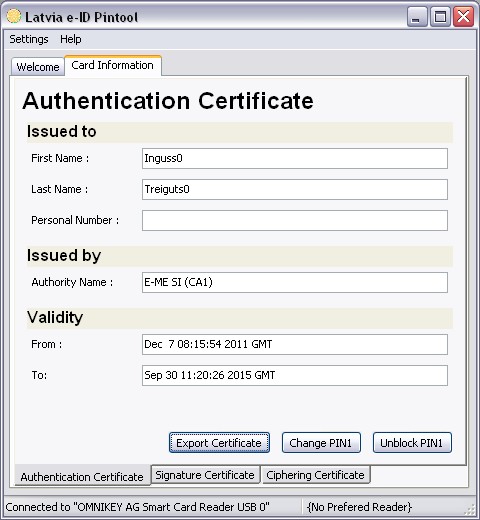 Latvia e-ID Pintool
Settings Help
Welcome Card Information
Authentication Certificate
Issued to
First Name : Inguss0
Last Name : Treiguts0
Personal Number :
Issued by
Authority Name : E-ME SI (CA1)
Validity
From : Dec 7 08:15:54 2011 GMT
To: Sep 30 11:20:26 2015 GMT
Export Certificate Change PIN1 Unblock PIN1
Authentication Certificate Signature Certificate Ciphering Certificate
Connected to "OMNIKEY AG Smart Card Reader USB 0" {No Prefered Reader}